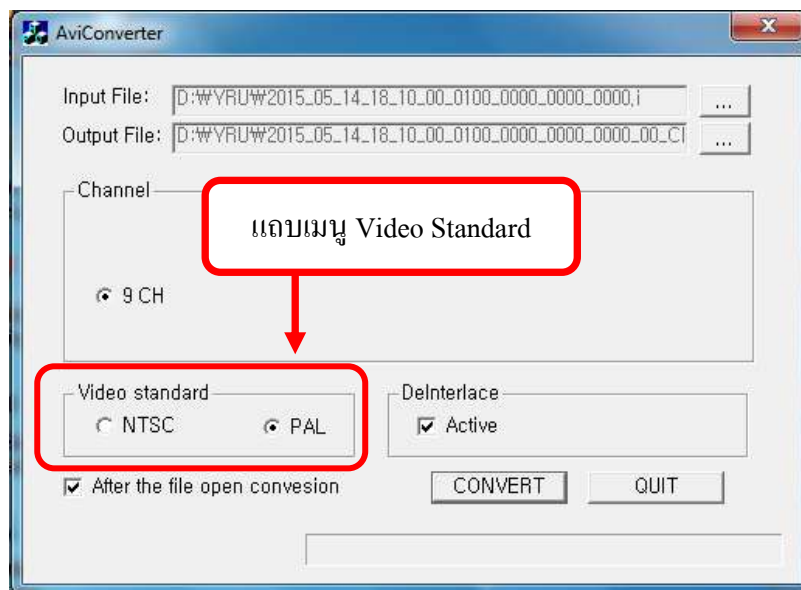 AviConverter
Input File: D:₩YRU₩2015_05_14_18_10_00_0100_0000_0000_0000,i ...
Output File: D:₩YRU₩2015_05_14_18_10_00_0100_0000_0000_0000_00_C ...
Channel
แถบเมนู Video Standard
9 CH
Video standard DeInterlace
NTSC PAL Active
After the file open convesion CONVERT QUIT